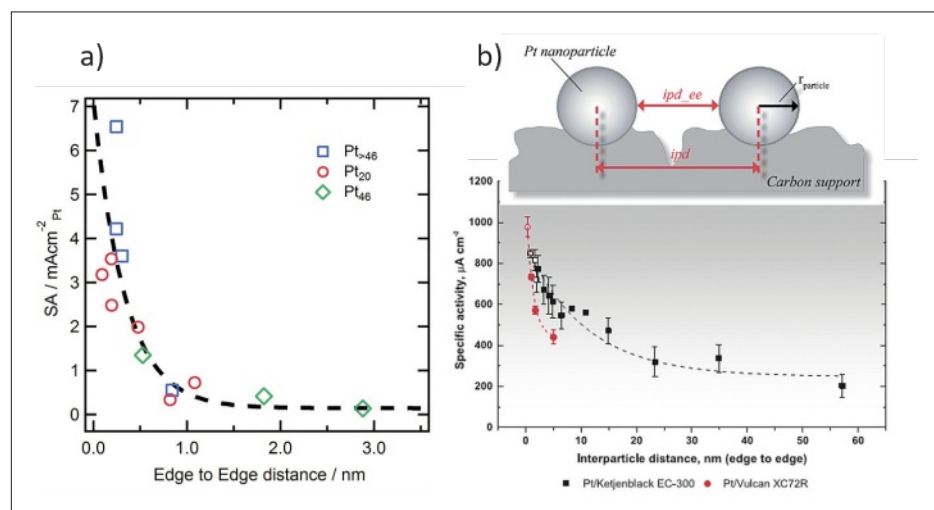 a)
7
6
5
4
3
2
1
0
SA / mAcm⁻²Pt
Pt>46
Pt20
Pt46
0.0 1.0 2.0 3.0
Edge to Edge distance / nm
b)
Pt nanoparticle
ipd_ee
rparticle
ipd
Carbon support
1200
1000
800
600
400
200
0
Specific activity, µA cm⁻²
0 5 10 20 30 40 50 60
Interparticle distance, nm (edge to edge)
Pt/Ketjenblack EC-300 Pt/Vulcan XC72R